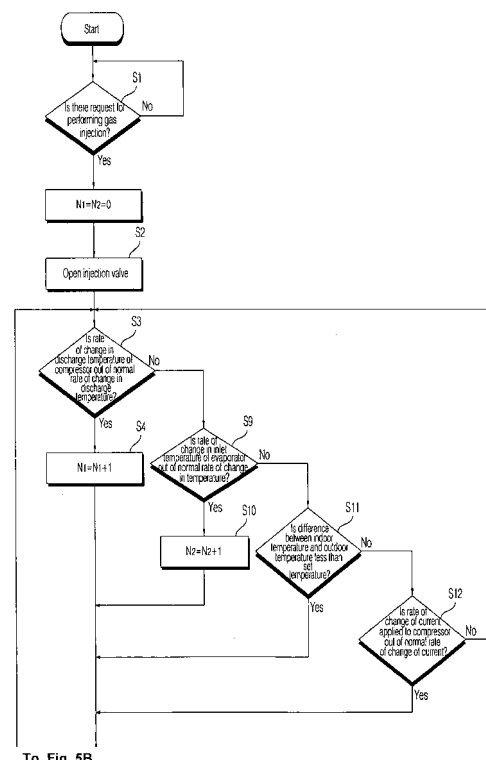 Start
S1
Is there request for
performing gas
injection?
No
Yes
N1=N2=0
S2
Open injection valve
S3
Is rate
of change in
discharge temperature of
compressor out of normal
rate of change in
discharge
temperature?
No
Yes
S4
N1=N1+1
S9
Is rate of
change in inlet
temperature of evaporator
out of normal rate of change
in temperature?
No
Yes
S10
N2=N2+1
S11
Is difference
between indoor
temperature and outdoor
temperature less than
set
temperature?
No
Yes
S12
Is rate of
change of current
applied to compressor
out of normal rate
of change of current?
No
Yes
To Fig. 5B